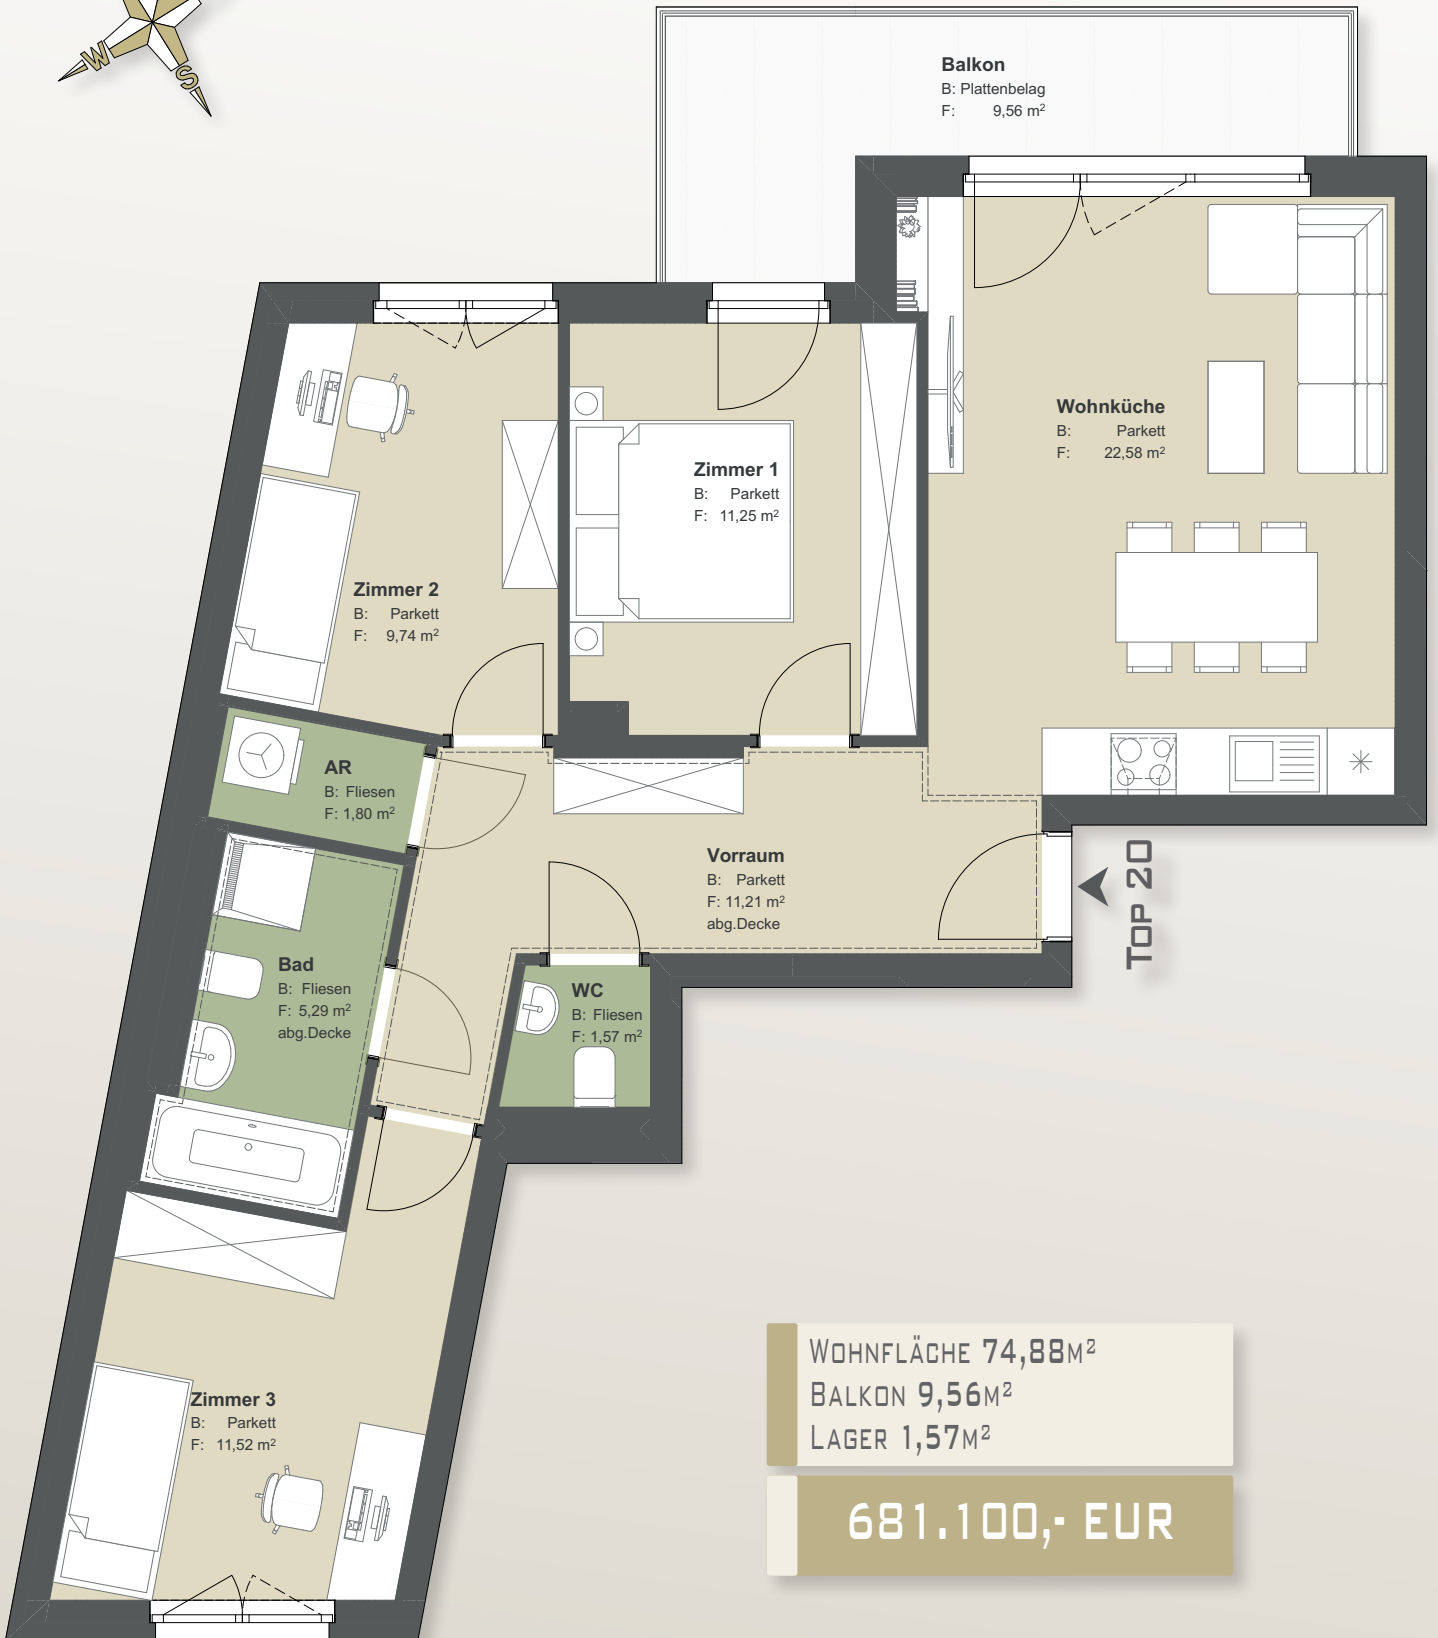 W
S
Balkon
B: Plattenbelag
F: 9,56 m²
Wohnküche
B: Parkett
F: 22,58 m²
Zimmer 1
B: Parkett
F: 11,25 m²
Zimmer 2
B: Parkett
F: 9,74 m²
AR
B: Fliesen
F: 1,80 m²
Vorraum
B: Parkett
F: 11,21 m²
abg.Decke
TOP 20
Bad
B: Fliesen
F: 5,29 m²
abg.Decke
WC
B: Fliesen
F: 1,57 m²
Zimmer 3
B: Parkett
F: 11,52 m²
WOHNFLÄCHE 74,88M²
BALKON 9,56M²
LAGER 1,57M²
681.100,- EUR